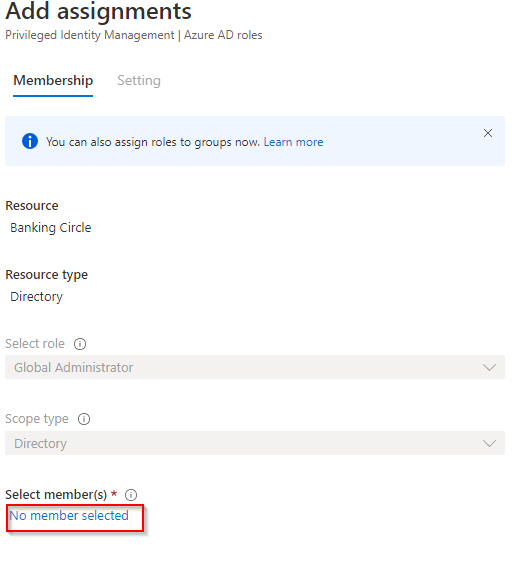 Add assignments
Privileged Identity Management | Azure AD roles
Membership Setting
You can also assign roles to groups now. Learn more
Resource
Banking Circle
Resource type
Directory
Select role
Global Administrator
Scope type
Directory
Select member(s) *
No member selected